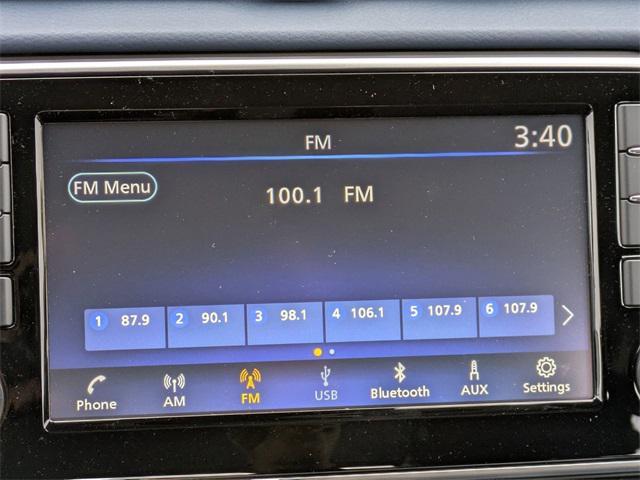 FM 3:40
FM Menu
100.1 FM
1 87.9 2 90.1 3 98.1 4 106.1 5 107.9 6 107.9
Phone AM FM USB Bluetooth AUX Settings